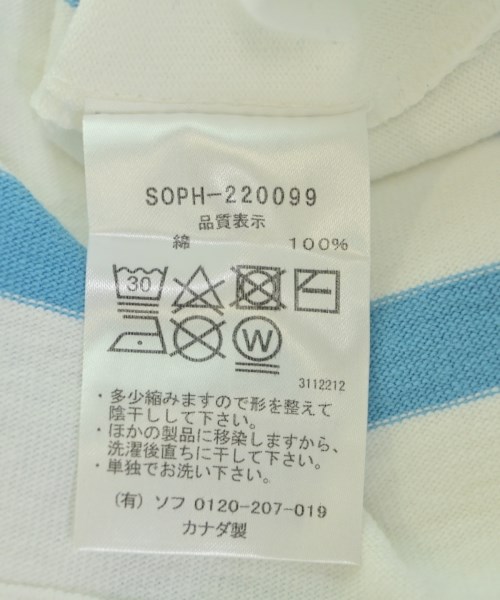 SOPH-220099
品質表示
綿 100%
30
W
3112212
・多少縮みますので形を整えて
陰干しして下さい。
・ほかの製品に移染しますから、
洗濯後直ちに干して下さい。
・単独でお洗い下さい。
(有) ソフ 0120-207-019
カナダ製